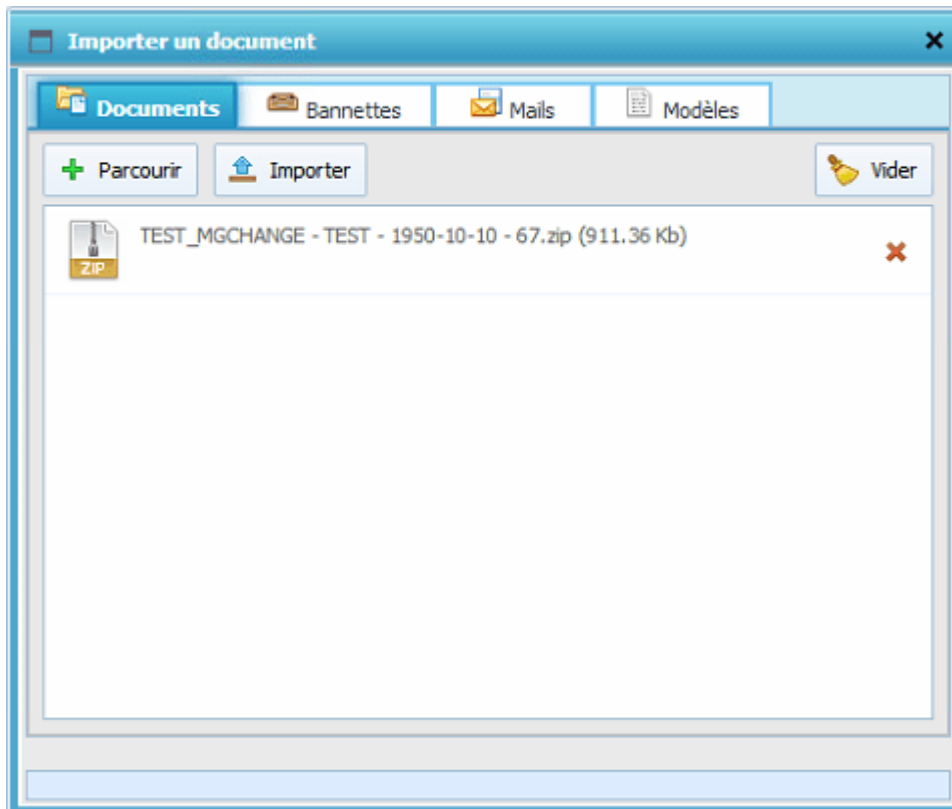 Importer un document
Documents
Bannettes
Mails
Modèles
Parcourir
Importer
Vider
TEST_MGCHANGE - TEST - 1950-10-10 - 67.zip (911.36 Kb)
ZIP